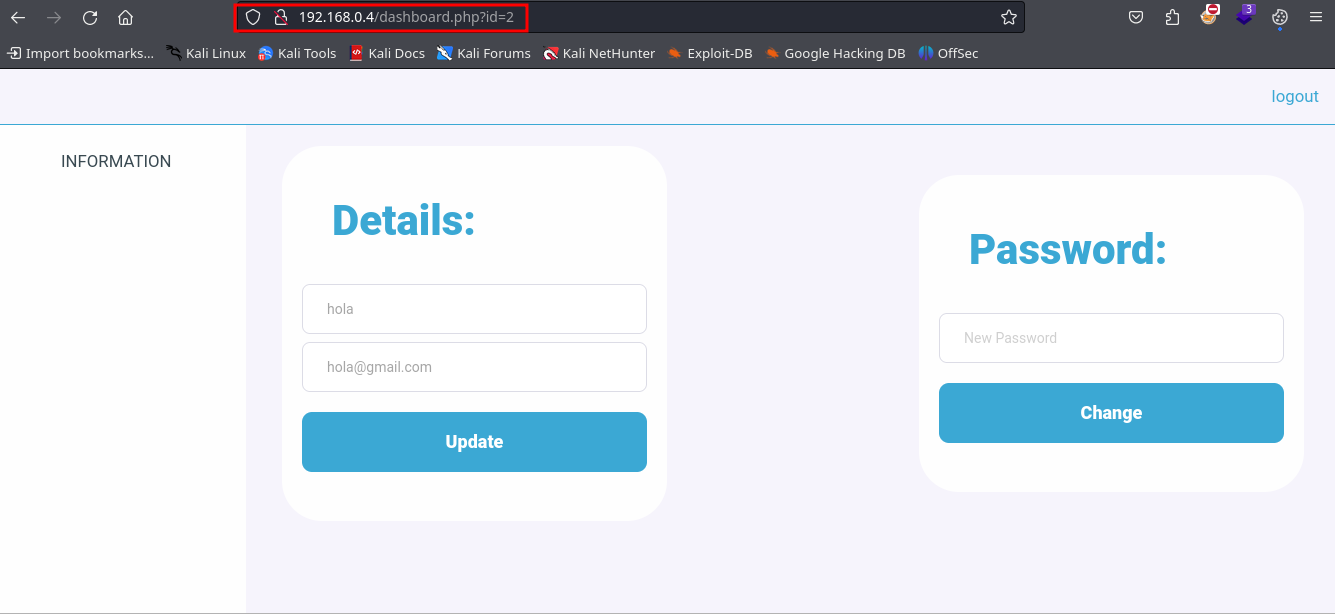 192.168.0.4/dashboard.php?id=2
3
Import bookmarks... Kali Linux Kali Tools Kali Docs Kali Forums Kali NetHunter Exploit-DB Google Hacking DB OffSec
logout
INFORMATION
Details:
hola
hola@gmail.com
Update
Password:
New Password
Change